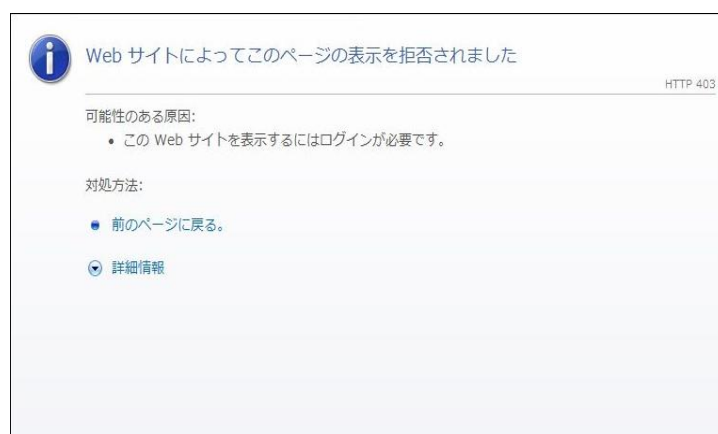 Web サイトによってこのページの表示を拒否されました
HTTP 403
可能性のある原因:
• この Web サイトを表示するにはログインが必要です。
対処方法:
前のページに戻る。
詳細情報